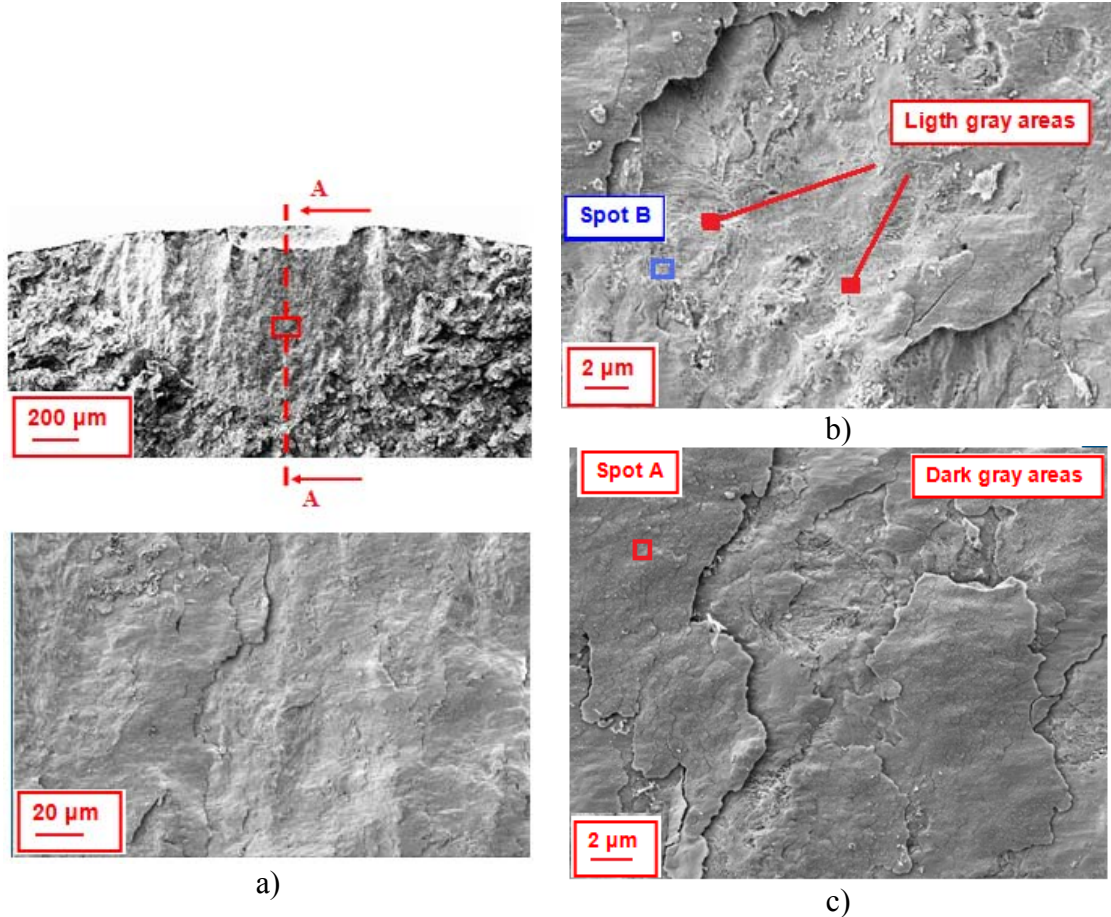 A
200 µm
A
20 µm
a)
Ligth gray areas
Spot B
2 µm
b)
Spot A
Dark gray areas
2 µm
c)